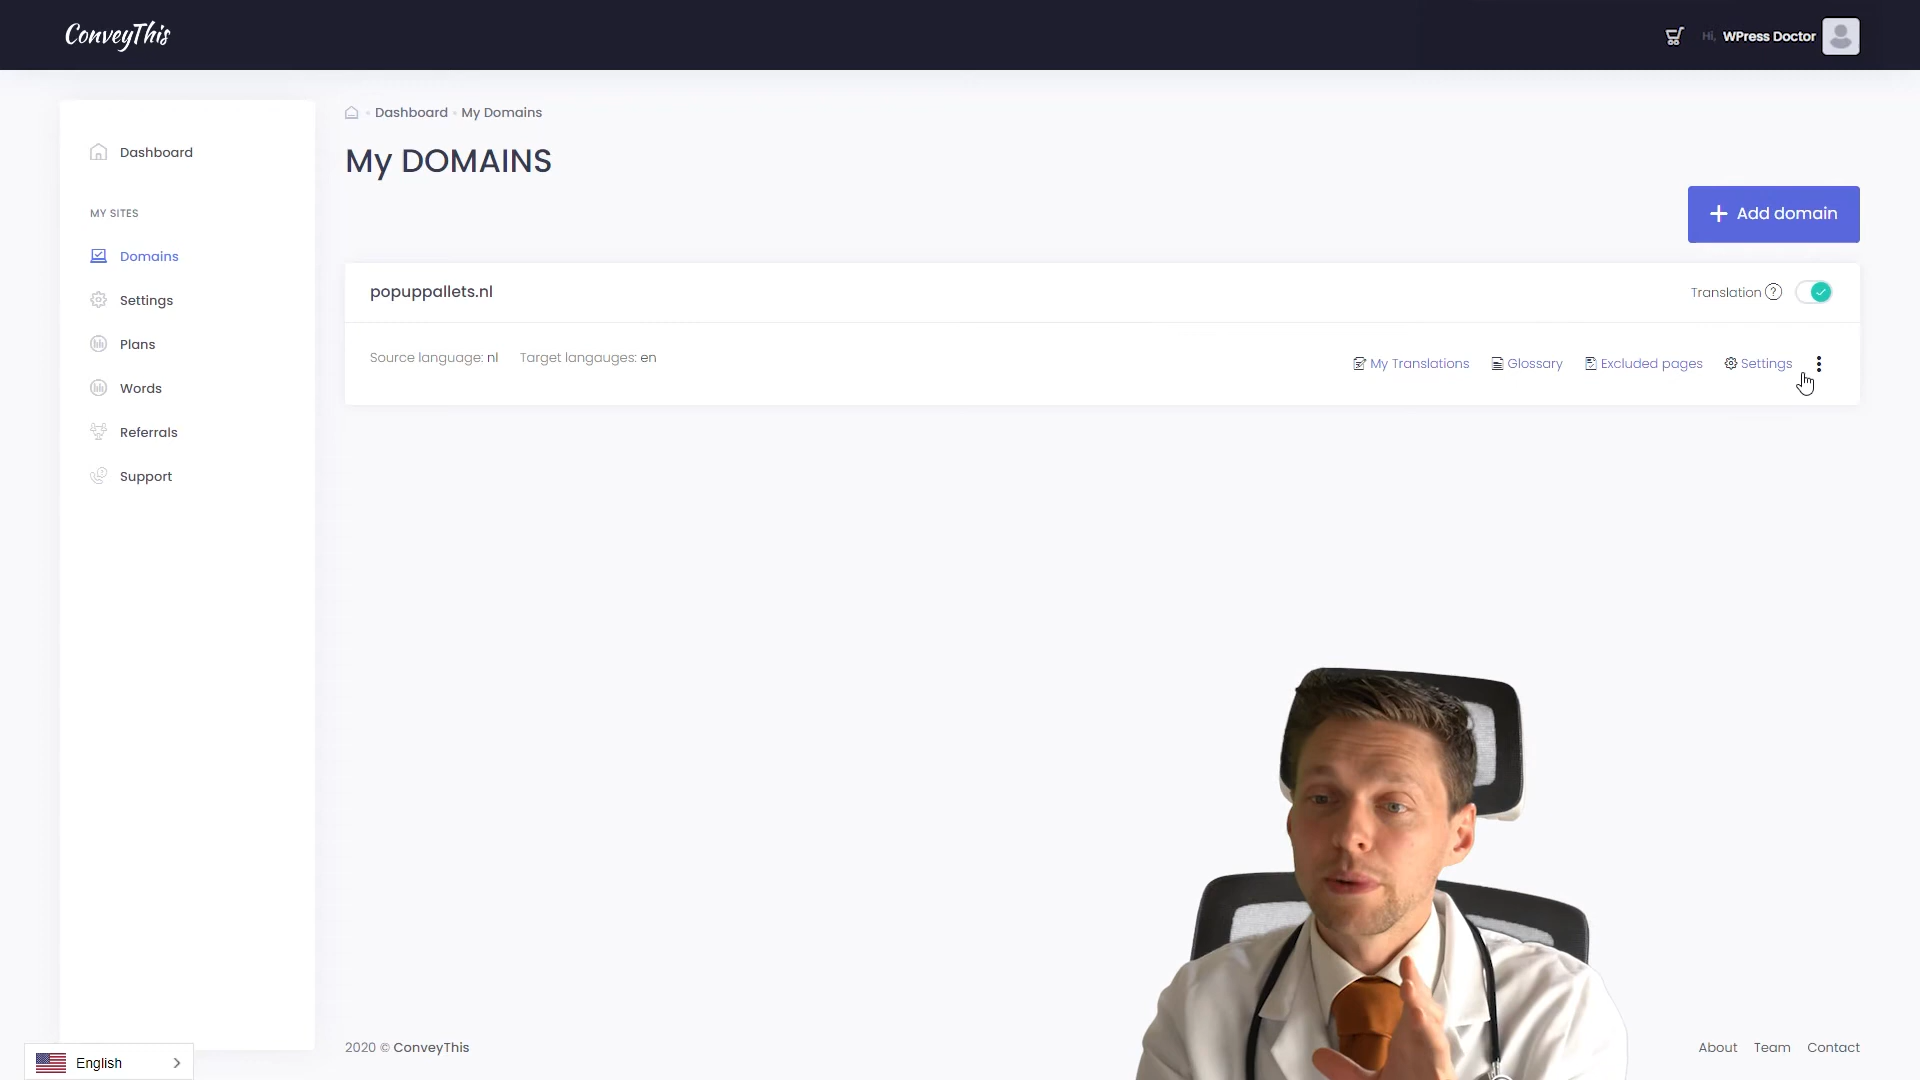 ConveyThis
Hi, WPress Doctor
Dashboard
MY SITES
Domains
Settings
Plans
Words
Referrals
Support
Dashboard My Domains
My DOMAINS
+ Add domain
popuppallets.nl
Translation ?
Source language: nl Target langauges: en
My Translations Glossary Excluded pages Settings
2020 © ConveyThis
About Team Contact
English